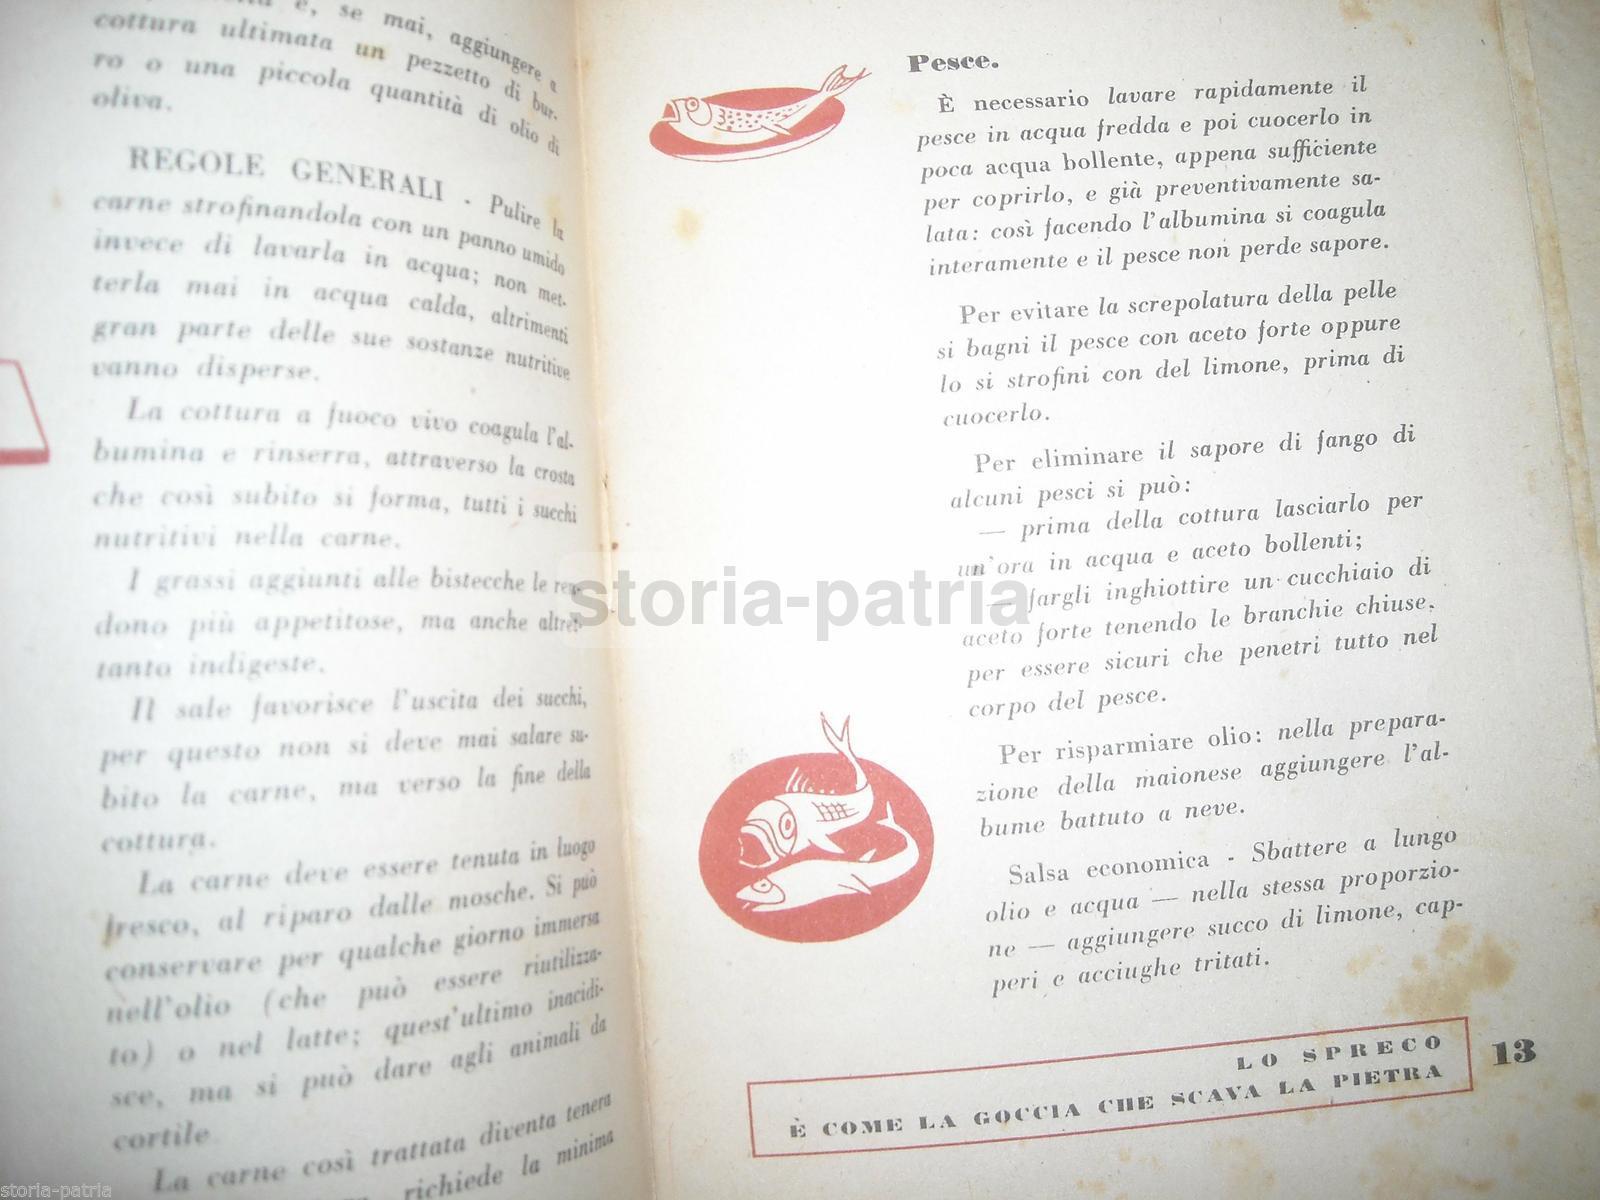 è, se mai, aggiungere a
cottura ultimata un pezzetto di bur-
ro o una piccola quantità di olio di
oliva.
REGOLE GENERALI - Pulire la
carne strofinandola con un panno umido
invece di lavarla in acqua; non met-
terla mai in acqua calda, altrimenti
gran parte delle sue sostanze nutritive
vanno disperse.
La cottura a fuoco vivo coagula l'al-
bumina e rinserra, attraverso la crosta
che così subito si forma, tutti i succhi
nutritivi nella carne.
I grassi aggiunti alle bistecche le ren-
dono più appetitose, ma anche altret-
tanto indigeste.
Il sale favorisce l'uscita dei succhi,
per questo non si deve mai salare su-
bito la carne, ma verso la fine della
cottura.
La carne deve essere tenuta in luogo
fresco, al riparo dalle mosche. Si può
conservare per qualche giorno immersa
nell'olio (che può essere riutilizza-
to) o nel latte; quest'ultimo inacidi-
sce, ma si può dare agli animali da
cortile
La carne così trattata diventa tenera
richiede la minima
Pesce.
È necessario lavare rapidamente il
pesce in acqua fredda e poi cuocerlo in
poca acqua bollente, appena sufficiente
per coprirlo, e già preventivamente sa-
lata: così facendo l'albumina si coagula
interamente e il pesce non perde sapore.
Per evitare la screpolatura della pelle
si bagni il pesce con aceto forte oppure
lo si strofini con del limone, prima di
cuocerlo.
Per eliminare il sapore di fango di
alcuni pesci si può:
— prima della cottura lasciarlo per
un'ora in acqua e aceto bollenti;
— fargli inghiottire un cucchiaio di
aceto forte tenendo le branchie chiuse,
per essere sicuri che penetri tutto nel
corpo del pesce.
Per risparmiare olio: nella prepara-
zione della maionese aggiungere l'al-
bume battuto a neve.
Salsa economica - Sbattere a lungo
olio e acqua — nella stessa proporzio-
ne — aggiungere succo di limone, cap-
peri e acciughe tritati.
LO SPRECO
È COME LA GOCCIA CHE SCAVA LA PIETRA
13
storia-patria
storia-patria